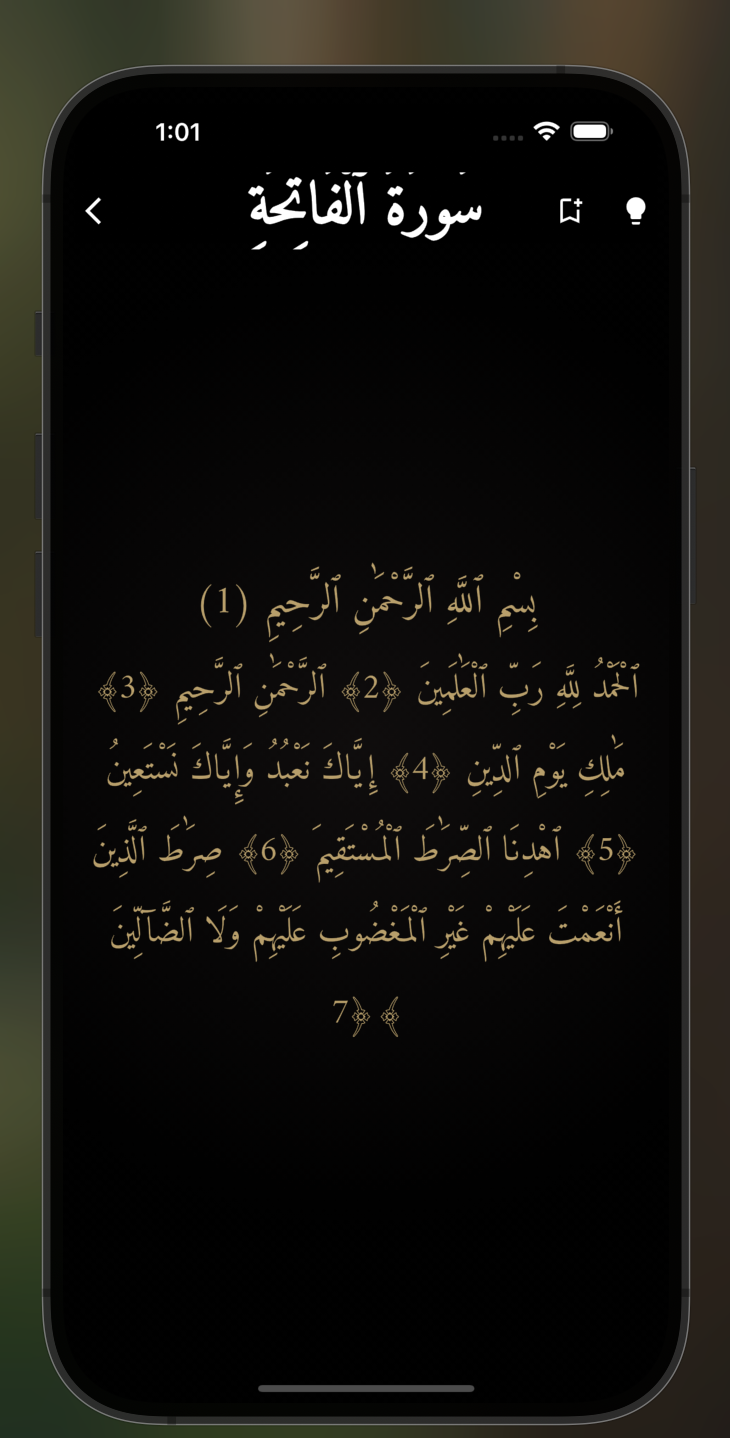 1:01
سُورَةُ ٱلْفَاتِحَةِ
بِسْمِ ٱللَّهِ ٱلرَّحْمَٰنِ ٱلرَّحِيمِ (1)
ٱلْحَمْدُ لِلَّهِ رَبِّ ٱلْعَٰلَمِينَ ﴿2﴾ ٱلرَّحْمَٰنِ ٱلرَّحِيمِ ﴿3﴾
مَٰلِكِ يَوْمِ ٱلدِّينِ ﴿4﴾ إِيَّاكَ نَعْبُدُ وَإِيَّاكَ نَسْتَعِينُ
﴿5﴾ ٱهْدِنَا ٱلصِّرَٰطَ ٱلْمُسْتَقِيمَ ﴿6﴾ صِرَٰطَ ٱلَّذِينَ
أَنْعَمْتَ عَلَيْهِمْ غَيْرِ ٱلْمَغْضُوبِ عَلَيْهِمْ وَلَا ٱلضَّآلِّينَ
﴿7﴾